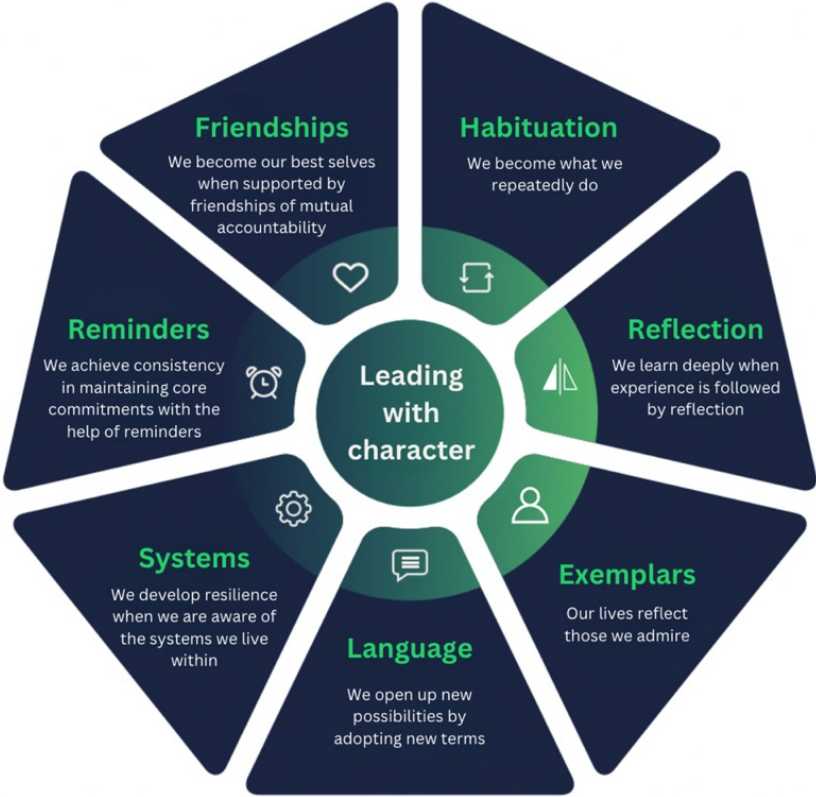 Friendships
We become our best selves
when supported by
friendships of mutual
accountability
Habituation
We become what we
repeatedly do
Reminders
We achieve consistency
in maintaining core
commitments with the
help of reminders
Leading
with
character
Reflection
We learn deeply when
experience is followed
by reflection
Systems
We develop resilience
when we are aware of
the systems we live
within
Language
We open up new
possibilities by
adopting new terms
Exemplars
Our lives reflect
those we admire